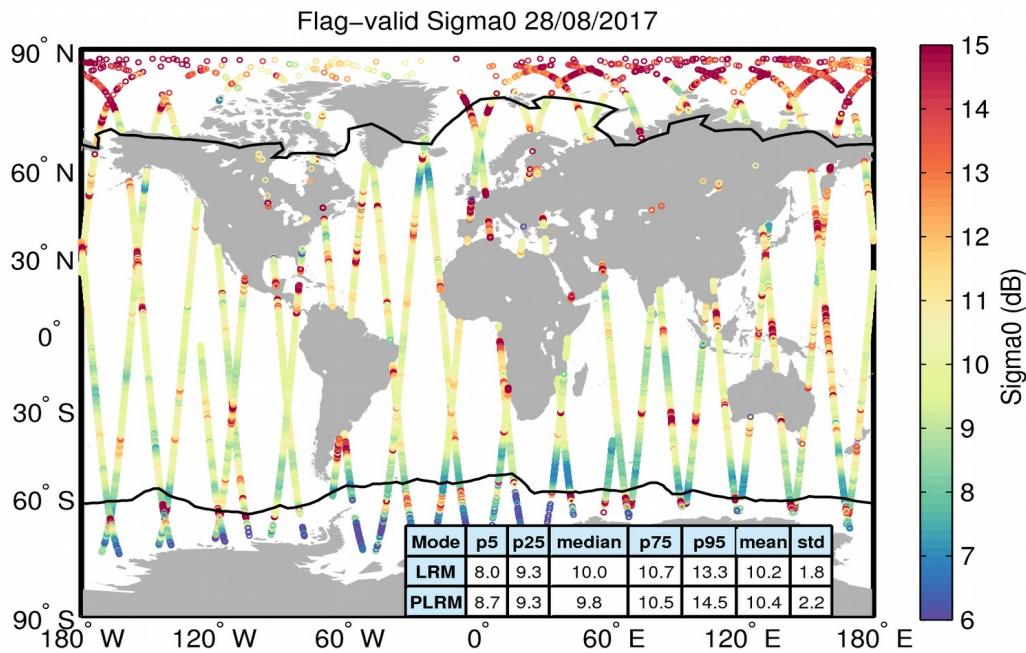 Flag-valid Sigma0 28/08/2017
90° N
60° N
30° N
0°
30° S
60° S
90° S
180° W
120° W
60° W
0°
60° E
120° E
180° E
Mode p5 p25 median p75 p95 mean std
LRM 8.0 9.3 10.0 10.7 13.3 10.2 1.8
PLRM 8.7 9.3 9.8 10.5 14.5 10.4 2.2
15
14
13
12
11
10
9
8
7
6
Sigma0 (dB)